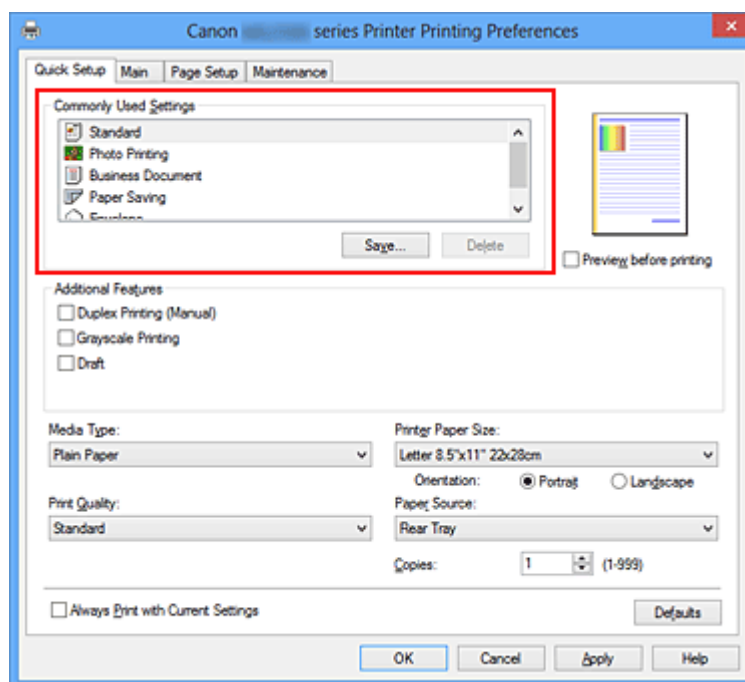 Canon series Printer Printing Preferences
Quick Setup Main Page Setup Maintenance
Commonly Used Settings
Standard
Photo Printing
Business Document
Paper Saving
Envelope
Save... Delete
Preview before printing
Additional Features
Duplex Printing (Manual)
Grayscale Printing
Draft
Media Type:
Plain Paper
Printer Paper Size:
Letter 8.5"x11" 22x28cm
Orientation: Portrait Landscape
Print Quality:
Standard
Paper Source:
Rear Tray
Copies: 1 (1-999)
Always Print with Current Settings
Defaults
OK Cancel Apply Help